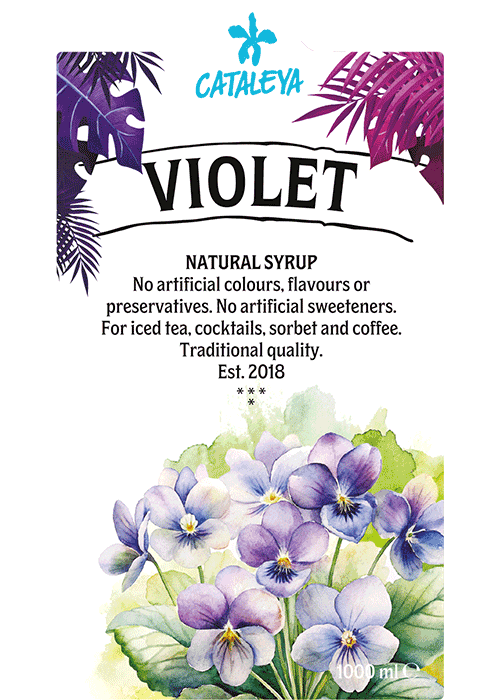 CATALEYA
VIOLET
NATURAL SYRUP
No artificial colours, flavours or
preservatives. No artificial sweeteners.
For iced tea, cocktails, sorbet and coffee.
Traditional quality.
Est. 2018
* * *
*
1000 ml ℮